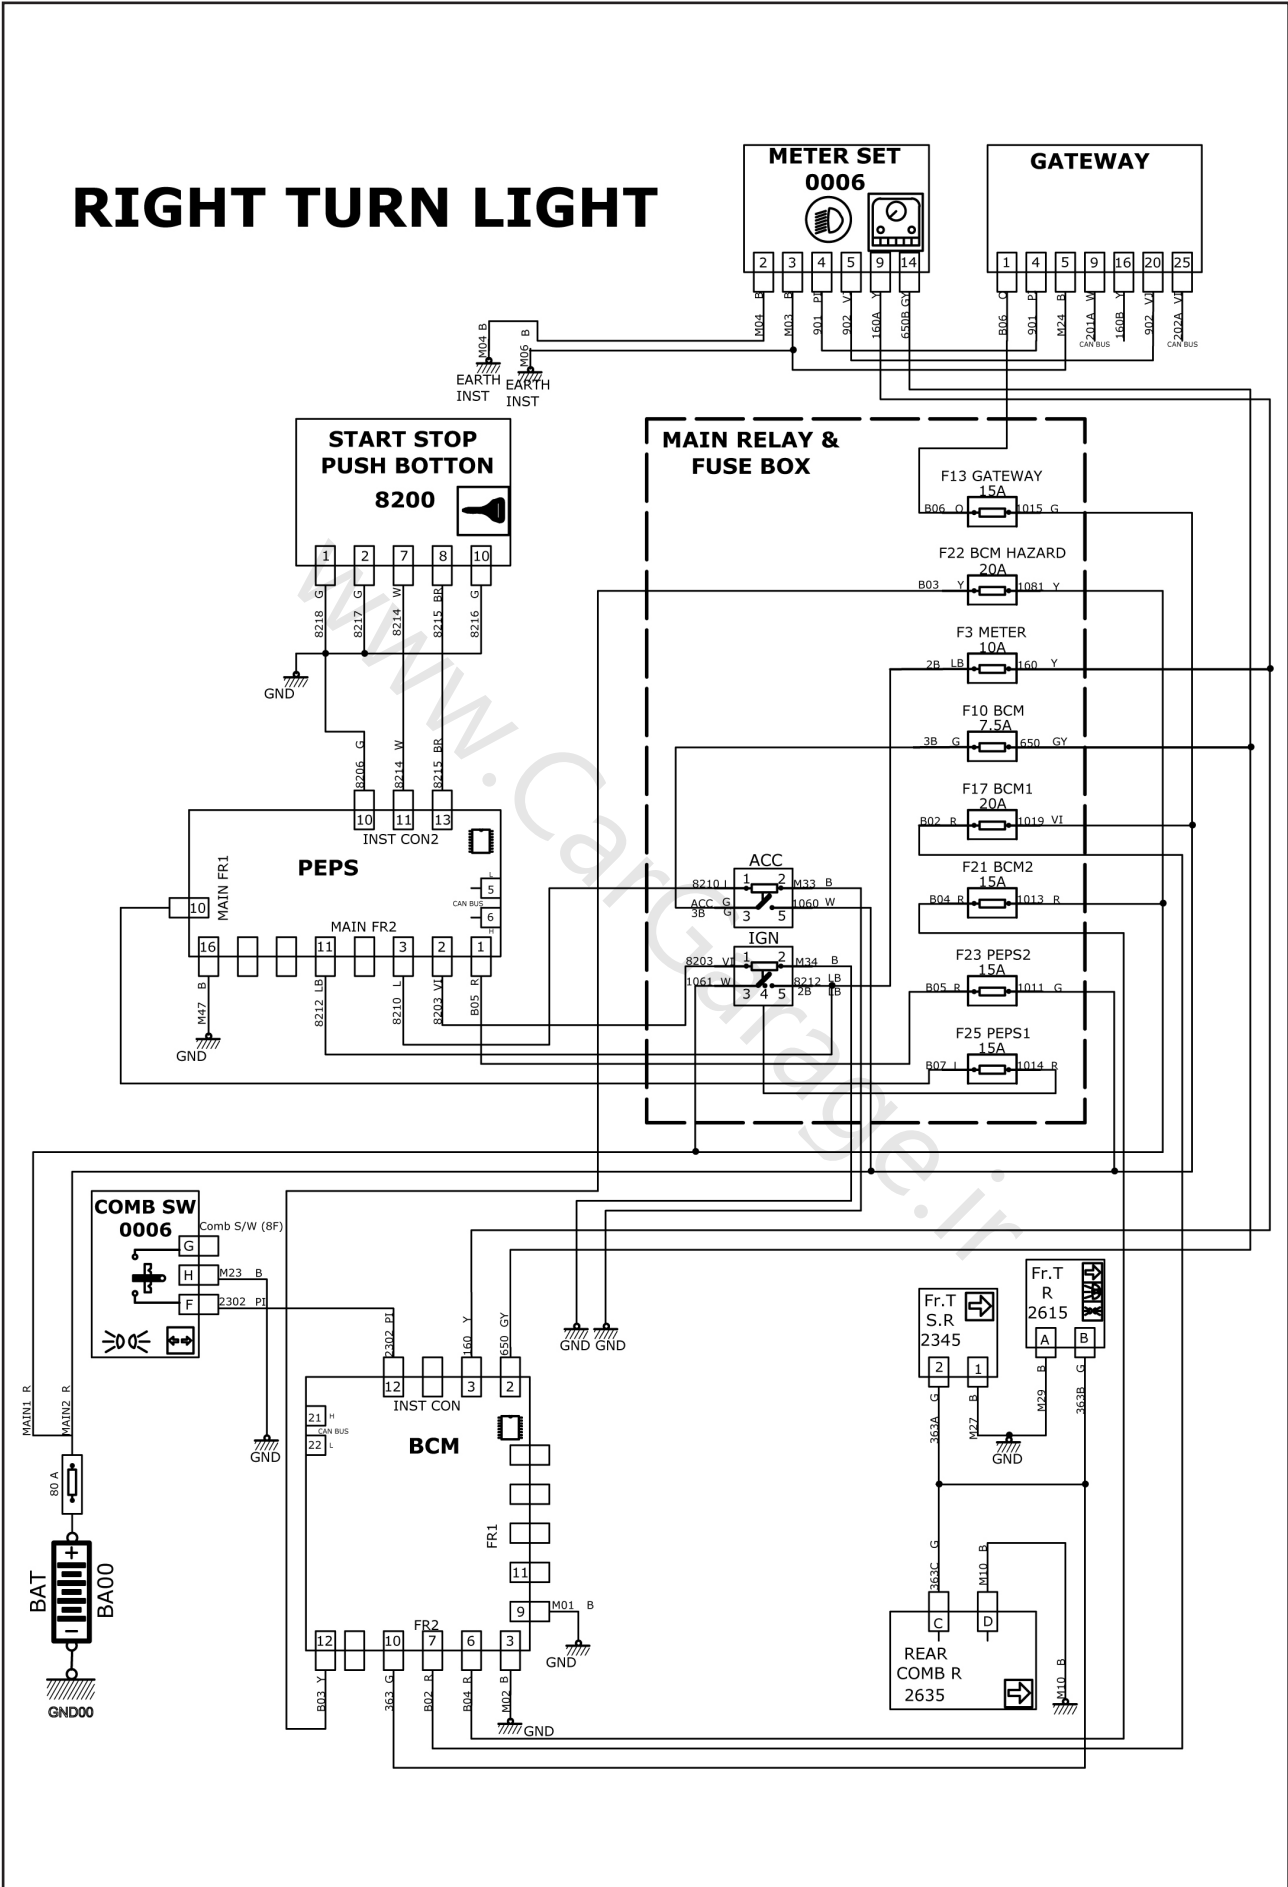 RIGHT TURN LIGHT
METER SET
0006
2 3 4 5 9 14
M04 B
M03 B
901 PI
902 VI
160A Y
650B GY
GATEWAY
1 4 5 9 16 20 25
B06 O
901 PI
M24 B
201A W
160B Y
902 VI
202A VI
CAN BUS
CAN BUS
M04 B
M06 B
EARTH
INST
EARTH
INST
START STOP
PUSH BOTTON
8200
1 2 7 8 10
8218 G
8217 G
8214 W
8215 BR
8216 G
GND
8206 G
8214 W
8215 BR
10 11 13
INST CON2
PEPS
MAIN FR1
10
L
5
CAN BUS
6
H
MAIN FR2
16 11 3 2 1
M47 B
8212 LB
8210 L
8203 VI
B05 R
GND
MAIN RELAY &
FUSE BOX
F13 GATEWAY
15A
B06 O 1015 G
F22 BCM HAZARD
20A
B03 Y 1081 Y
F3 METER
10A
2B LB 160 Y
F10 BCM
7.5A
3B G 650 GY
F17 BCM1
20A
B02 R 1019 VI
F21 BCM2
15A
B04 R 1013 R
F23 PEPS2
15A
B05 R 1011 G
F25 PEPS1
15A
B07 L 1014 R
ACC
8210 L 1 2 M33 B
ACC G 1060 W
3B G 3 5
IGN
8203 VI 1 2 M34 B
1061 W 8212 LB
3 4 5 2B LB
www.CarGarage.ir
COMB SW
0006
Comb S/W (8F)
G
H M23 B
F 2302 PI
GND
GND GND
MAIN1 R
MAIN2 R
80 A
BAT
+
−
BA00
GND00
2302 PI
160 Y
650 GY
12 3 2
INST CON
21 H
CAN BUS
22 L
BCM
FR1
11
9 M01 B
GND
FR2
12 10 7 6 3
B03 Y
363 G
B02 R
B04 R
M02 B
GND
Fr.T
S.R
2345
2 1
363A G
M27 B
Fr.T
R
2615
A B
M29 B
363B G
GND
363C G
M10 B
C D
REAR
COMB R
2635
M10 B